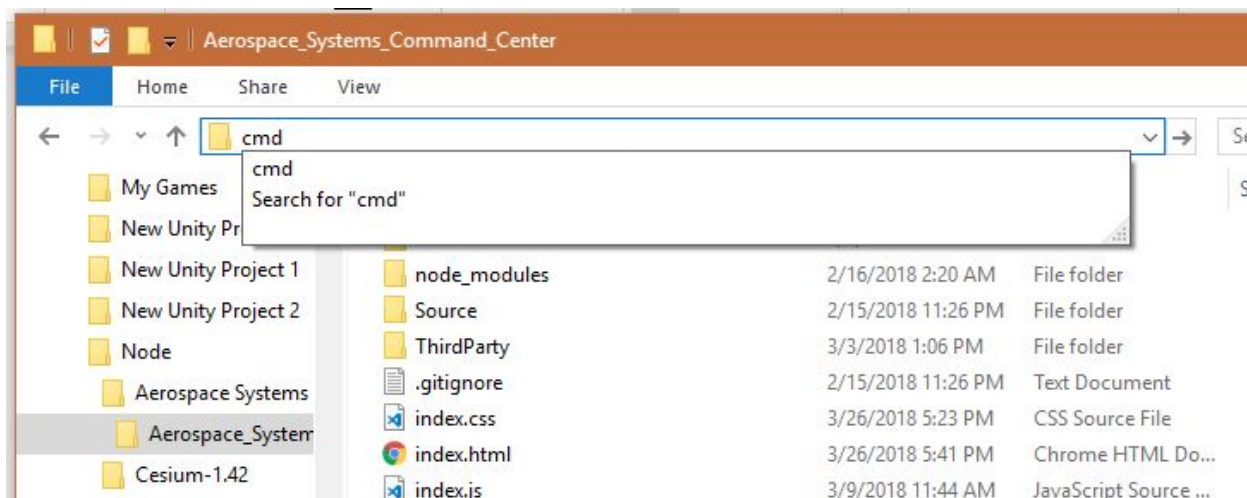 Aerospace_Systems_Command_Center
File Home Share View
cmd
cmd
Search for "cmd"
My Games
New Unity Pr
New Unity Project 1
New Unity Project 2
Node
Aerospace Systems
Aerospace_System
Cesium-1.42
node_modules 2/16/2018 2:20 AM File folder
Source 2/15/2018 11:26 PM File folder
ThirdParty 3/3/2018 1:06 PM File folder
.gitignore 2/15/2018 11:26 PM Text Document
index.css 3/26/2018 5:23 PM CSS Source File
index.html 3/26/2018 5:41 PM Chrome HTML Do...
index.js 3/9/2018 11:44 AM JavaScript Source ...